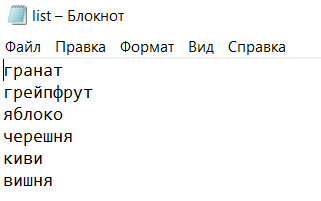 list – Блокнот
Файл Правка Формат Вид Справка
гранат
грейпфрут
яблоко
черешня
киви
вишня